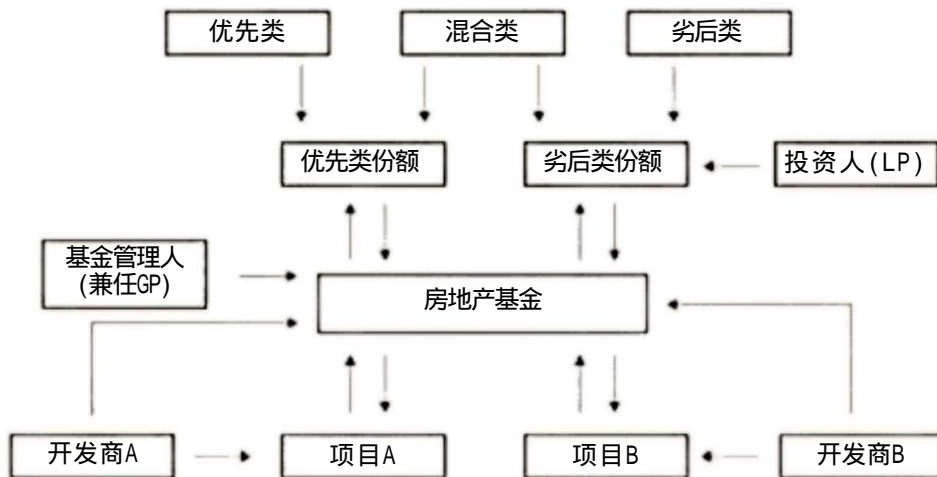 优先类
混合类
劣后类
优先类份额
劣后类份额
投资人(LP)
基金管理人
(兼任GP)
房地产基金
开发商A
项目A
项目B
开发商B